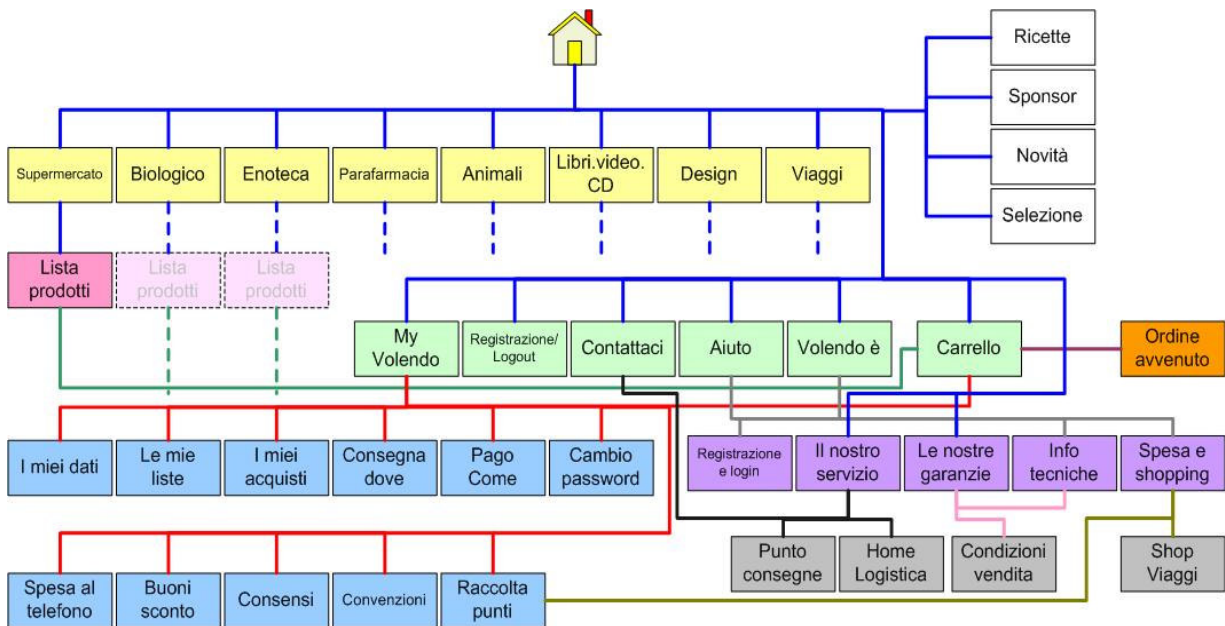 Ricette
Sponsor
Novità
Selezione
Supermercato
Biologico
Enoteca
Parafarmacia
Animali
Libri.video.
CD
Design
Viaggi
Lista
prodotti
Lista
prodotti
Lista
prodotti
My
Volendo
Registrazione/
Logout
Contattaci
Aiuto
Volendo è
Carrello
Ordine
avvenuto
I miei dati
Le mie
liste
I miei
acquisti
Consegna
dove
Pago
Come
Cambio
password
Registrazione
e login
Il nostro
servizio
Le nostre
garanzie
Info
tecniche
Spesa e
shopping
Punto
consegne
Home
Logistica
Condizioni
vendita
Shop
Viaggi
Spesa al
telefono
Buoni
sconto
Consensi
Convenzioni
Raccolta
punti